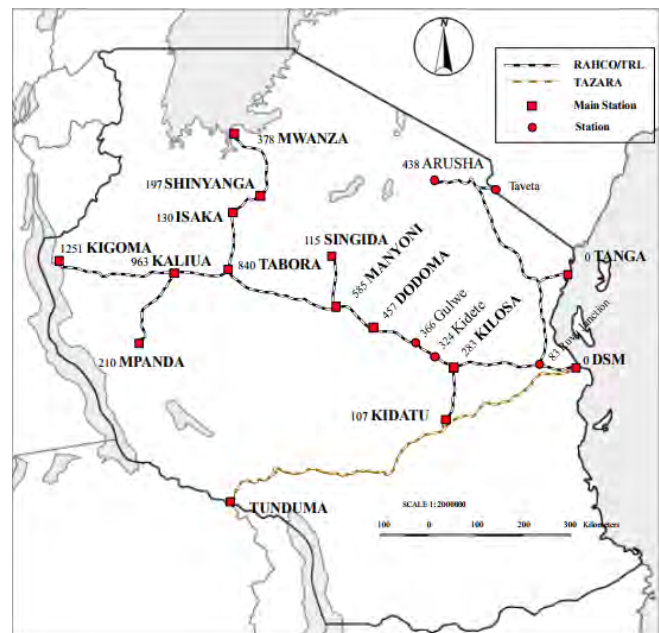 N
RAHCO/TRL
TAZARA
Main Station
Station
378 MWANZA
438 ARUSHA
Taveta
197 SHINYANGA
130 ISAKA
1251 KIGOMA
963 KALIUA
840 TABORA
115 SINGIDA
585 MANYONI
457 DODOMA
366 Gulwe
324 Kidete
283 KILOSA
0 TANGA
83 Ruvu Junction
0 DSM
210 MPANDA
107 KIDATU
TUNDUMA
SCALE 1:2000000
100 0 100 200 300 Kilometers